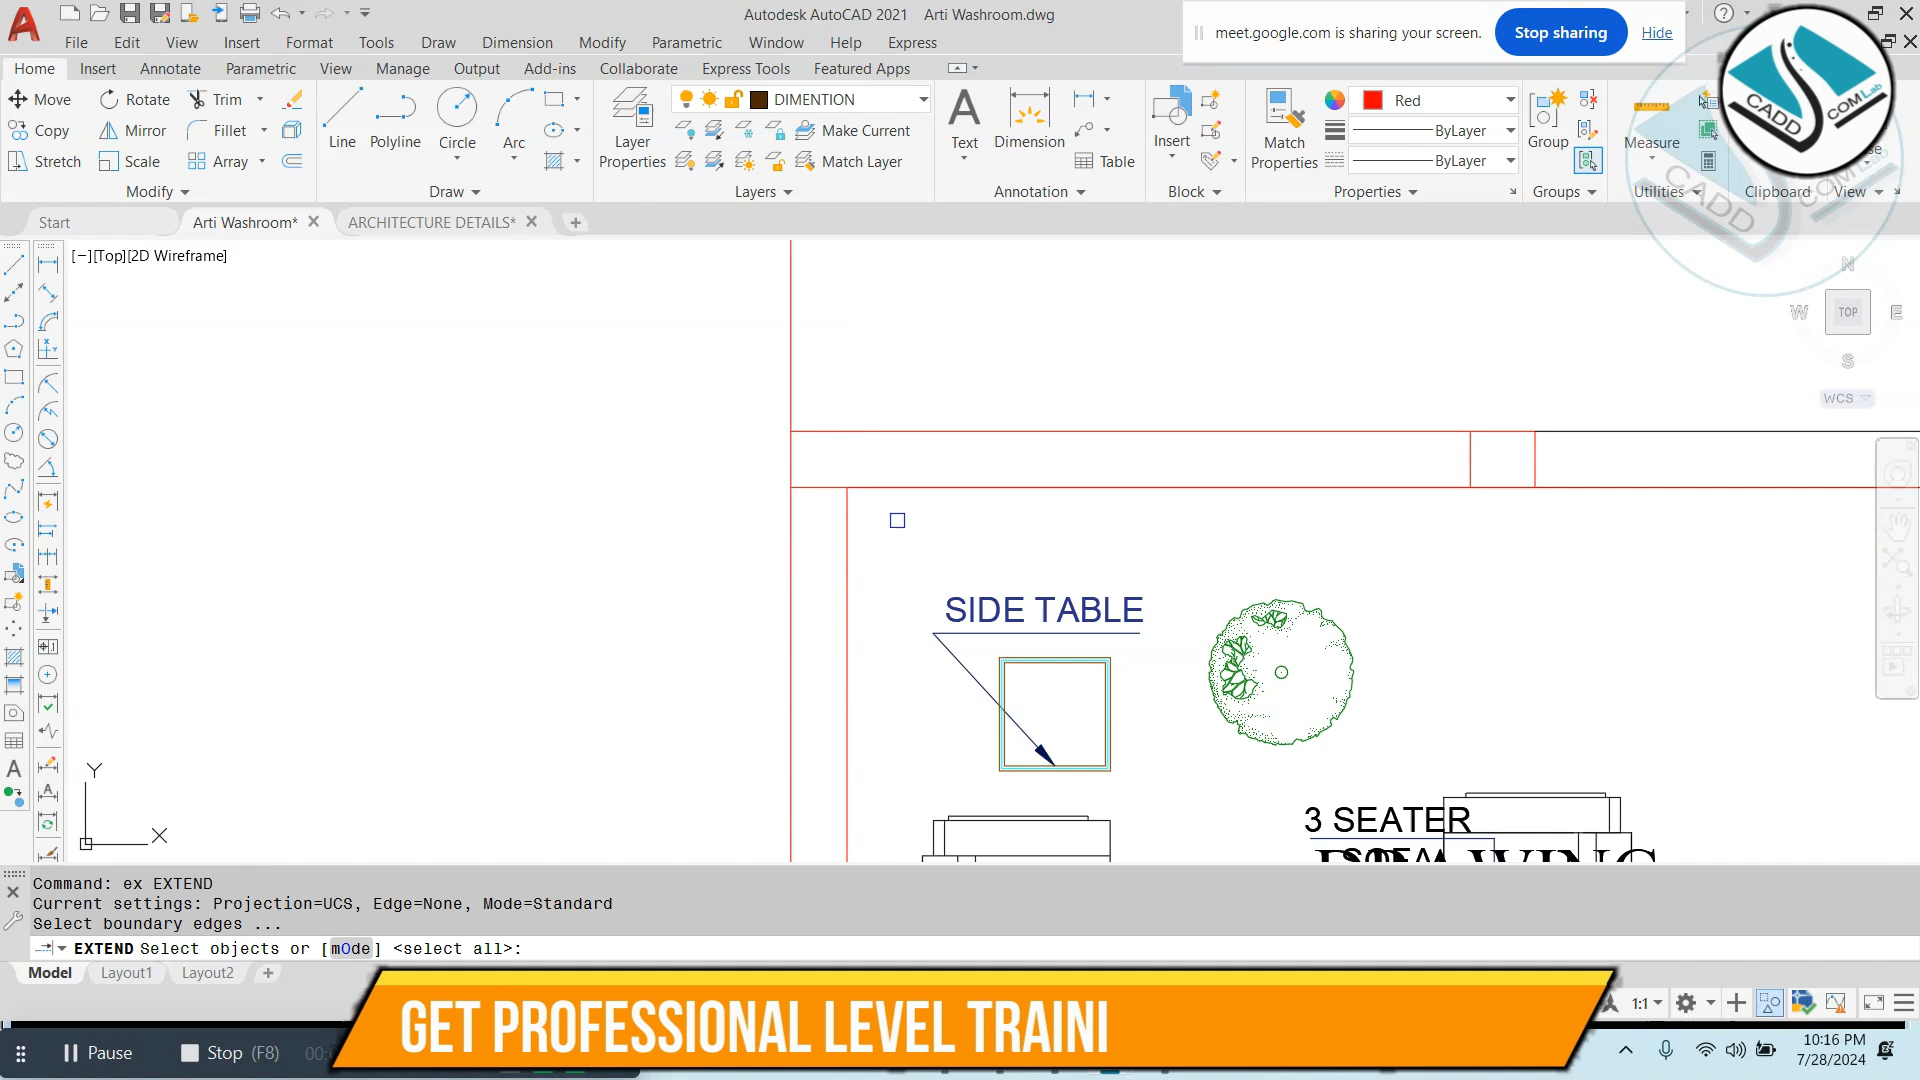 Autodesk AutoCAD 2021 Arti Washroom.dwg
meet.google.com is sharing your screen.
Stop sharing
Hide
File Edit View Insert Format Tools Draw Dimension Modify Parametric Window Help Express
Home Insert Annotate Parametric View Manage Output Add-ins Collaborate Express Tools Featured Apps
Move Rotate Trim
Copy Mirror Fillet
Stretch Scale Array
Modify
Line Polyline Circle Arc
Draw
Layer
Properties
DIMENTION
Make Current
Match Layer
Layers
Text Dimension Table
Annotation
Insert
Block
Match
Properties
Red
ByLayer
ByLayer
Properties
Group
Groups
Measure
Utilities
Clipboard
View
CADD
COM Lab
CADD
Start
Arti Washroom*
ARCHITECTURE DETAILS*
[−][Top][2D Wireframe]
N
W TOP E
S
WCS
SIDE TABLE
3 SEATER
SOFA
Y
X
Command: ex EXTEND
Current settings: Projection=UCS, Edge=None, Mode=Standard
Select boundary edges ...
EXTEND Select objects or [mOde] <select all>:
Model Layout1 Layout2
1:1
GET PROFESSIONAL LEVEL TRAINI
Pause
Stop (F8)
10:16 PM
7/28/2024